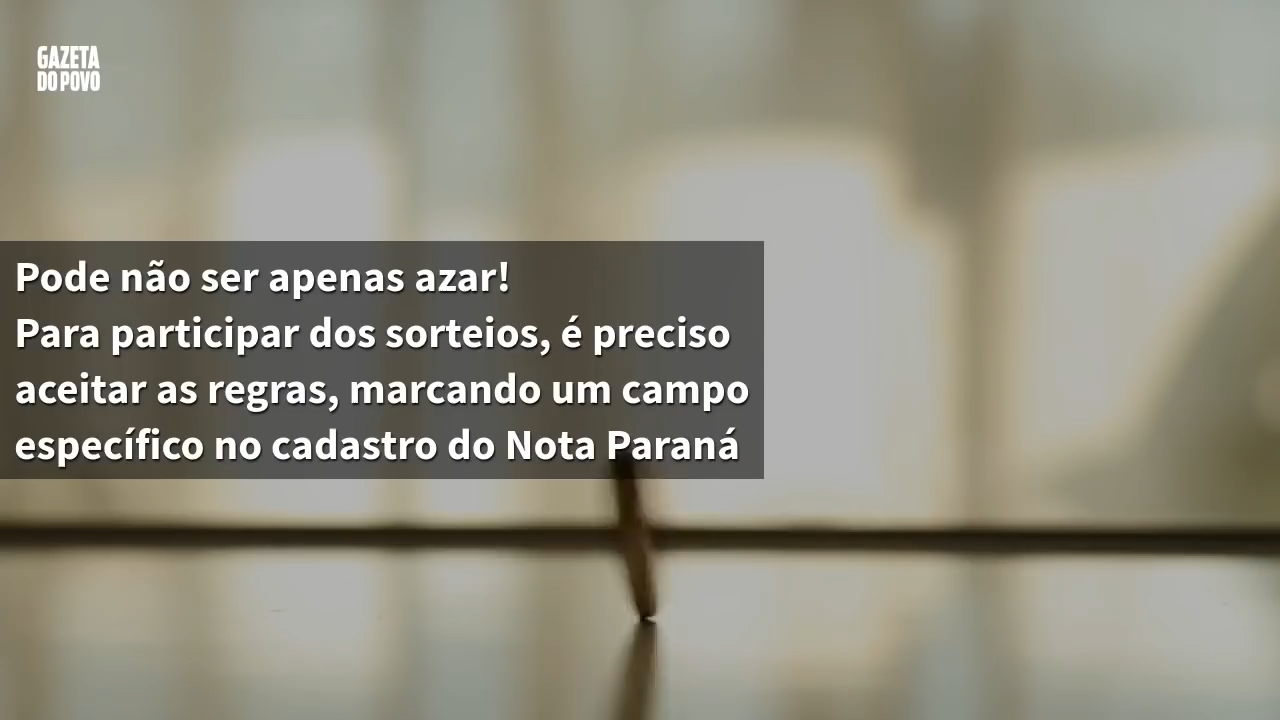 GAZETA
DO POVO
Pode não ser apenas azar!
Para participar dos sorteios, é preciso
aceitar as regras, marcando um campo
específico no cadastro do Nota Paraná